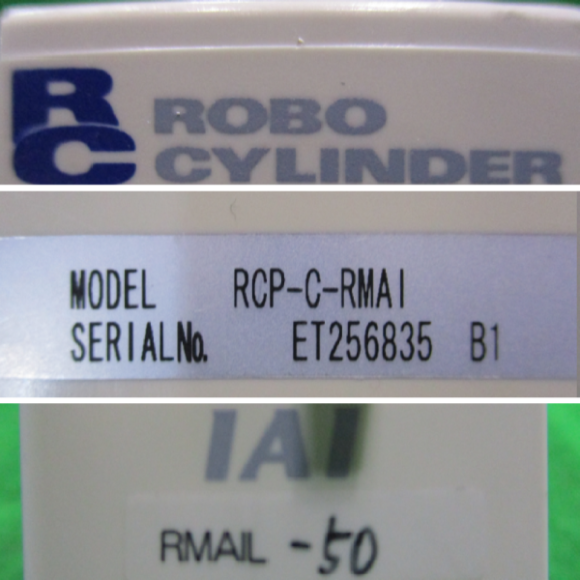 RC
ROBO
CYLINDER
MODEL RCP-C-RMAI
SERIALNo. ET256835 B1
IAI
RMAIL -50